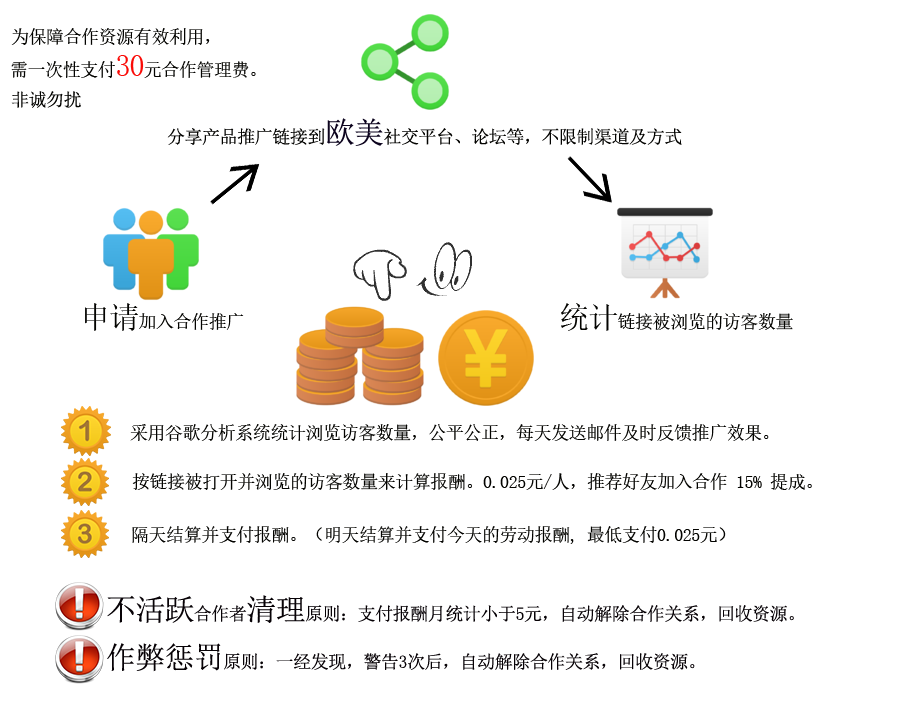 为保障合作资源有效利用，
需一次性支付30元合作管理费。
非诚勿扰
分享产品推广链接到欧美社交平台、论坛等，不限制渠道及方式
申请加入合作推广
统计链接被浏览的访客数量
¥
1 采用谷歌分析系统统计浏览访客数量，公平公正，每天发送邮件及时反馈推广效果。
2 按链接被打开并浏览的访客数量来计算报酬。0.025元/人，推荐好友加入合作 15% 提成。
3 隔天结算并支付报酬。（明天结算并支付今天的劳动报酬, 最低支付0.025元）
! 不活跃合作者清理原则：支付报酬月统计小于5元，自动解除合作关系，回收资源。
! 作弊惩罚原则：一经发现，警告3次后，自动解除合作关系，回收资源。